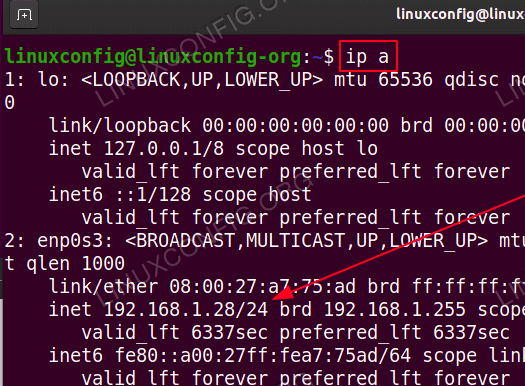 linuxconfig@linu
linuxconfig@linuxconfig-org:~$ ip a
1: lo: <LOOPBACK,UP,LOWER_UP> mtu 65536 qdisc no
0
link/loopback 00:00:00:00:00:00 brd 00:00:00
inet 127.0.0.1/8 scope host lo
valid_lft forever preferred_lft forever
inet6 ::1/128 scope host
valid_lft forever preferred_lft forever
2: enp0s3: <BROADCAST,MULTICAST,UP,LOWER_UP> mtu
t qlen 1000
link/ether 08:00:27:a7:75:ad brd ff:ff:ff:f
inet 192.168.1.28/24 brd 192.168.1.255 scope
valid_lft 6337sec preferred_lft 6337sec
inet6 fe80::a00:27ff:fea7:75ad/64 scope link
valid_lft forever preferred_lft forever
LINUXCONFIG.ORG